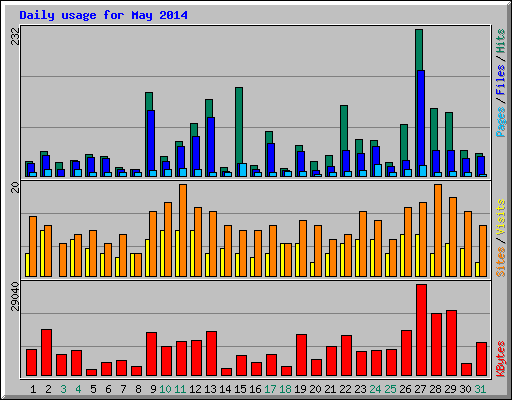 Daily usage for May 2014
232
Pages / Files / Hits
20
Sites / Visits
29040
KBytes
1 2 3 4 5 6 7 8 9 10 11 12 13 14 15 16 17 18 19 20 21 22 23 24 25 26 27 28 29 30 31